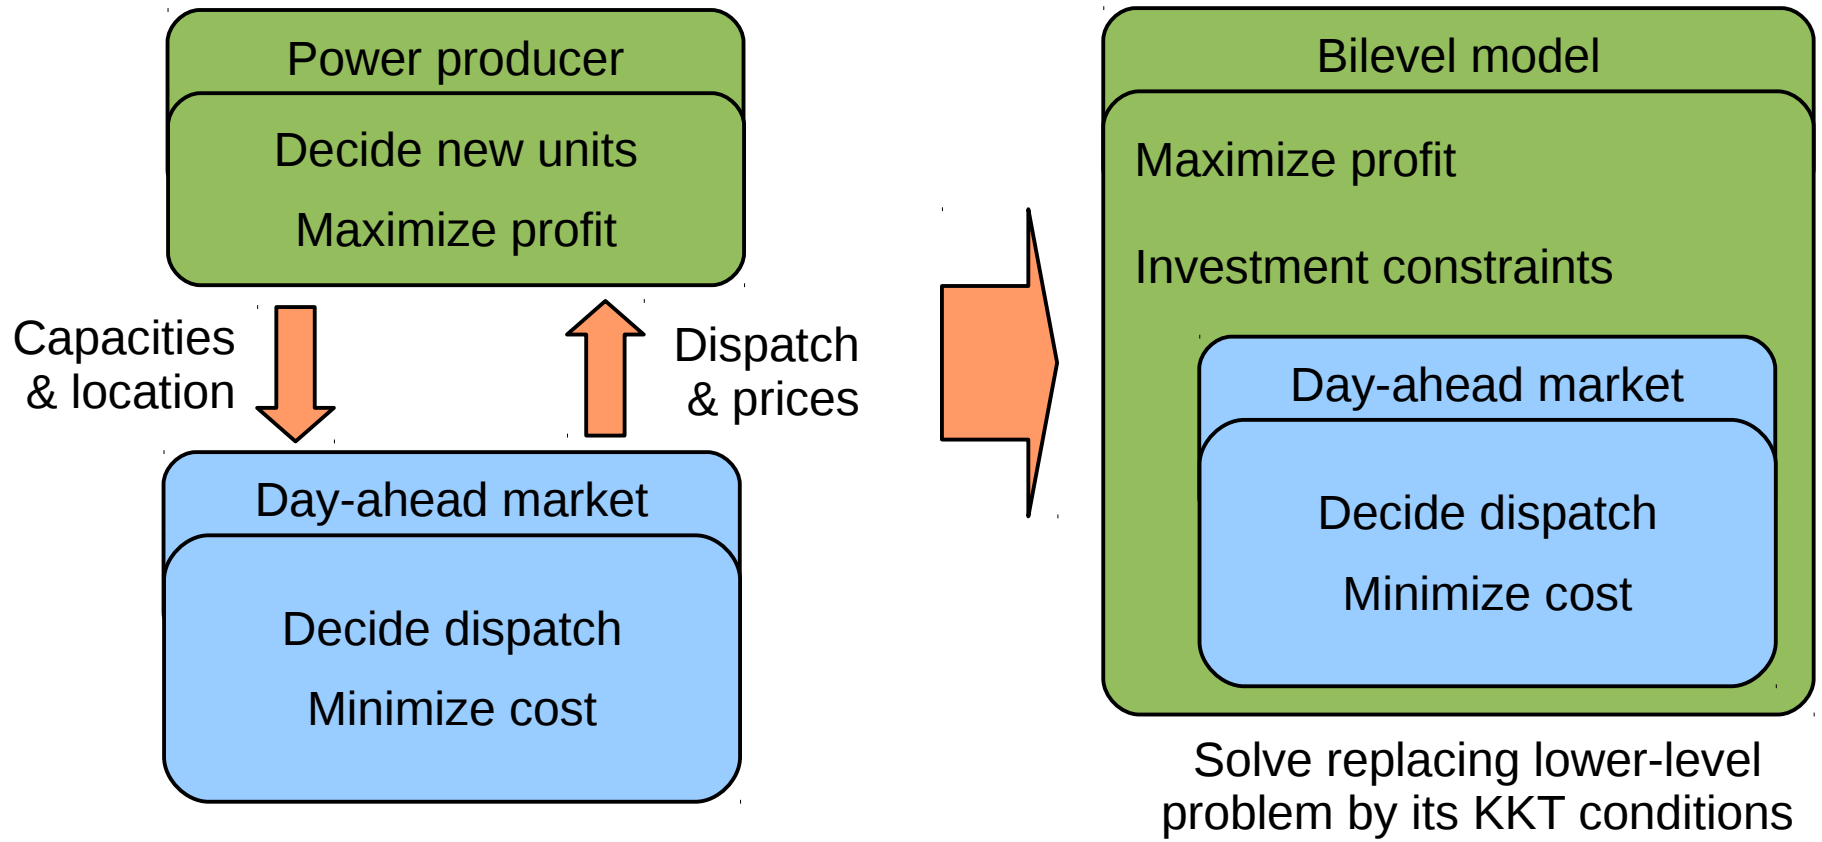 Power producer
Decide new units
Maximize profit
Capacities
& location
Dispatch
& prices
Day-ahead market
Decide dispatch
Minimize cost
Bilevel model
Maximize profit
Investment constraints
Day-ahead market
Decide dispatch
Minimize cost
Solve replacing lower-level
problem by its KKT conditions